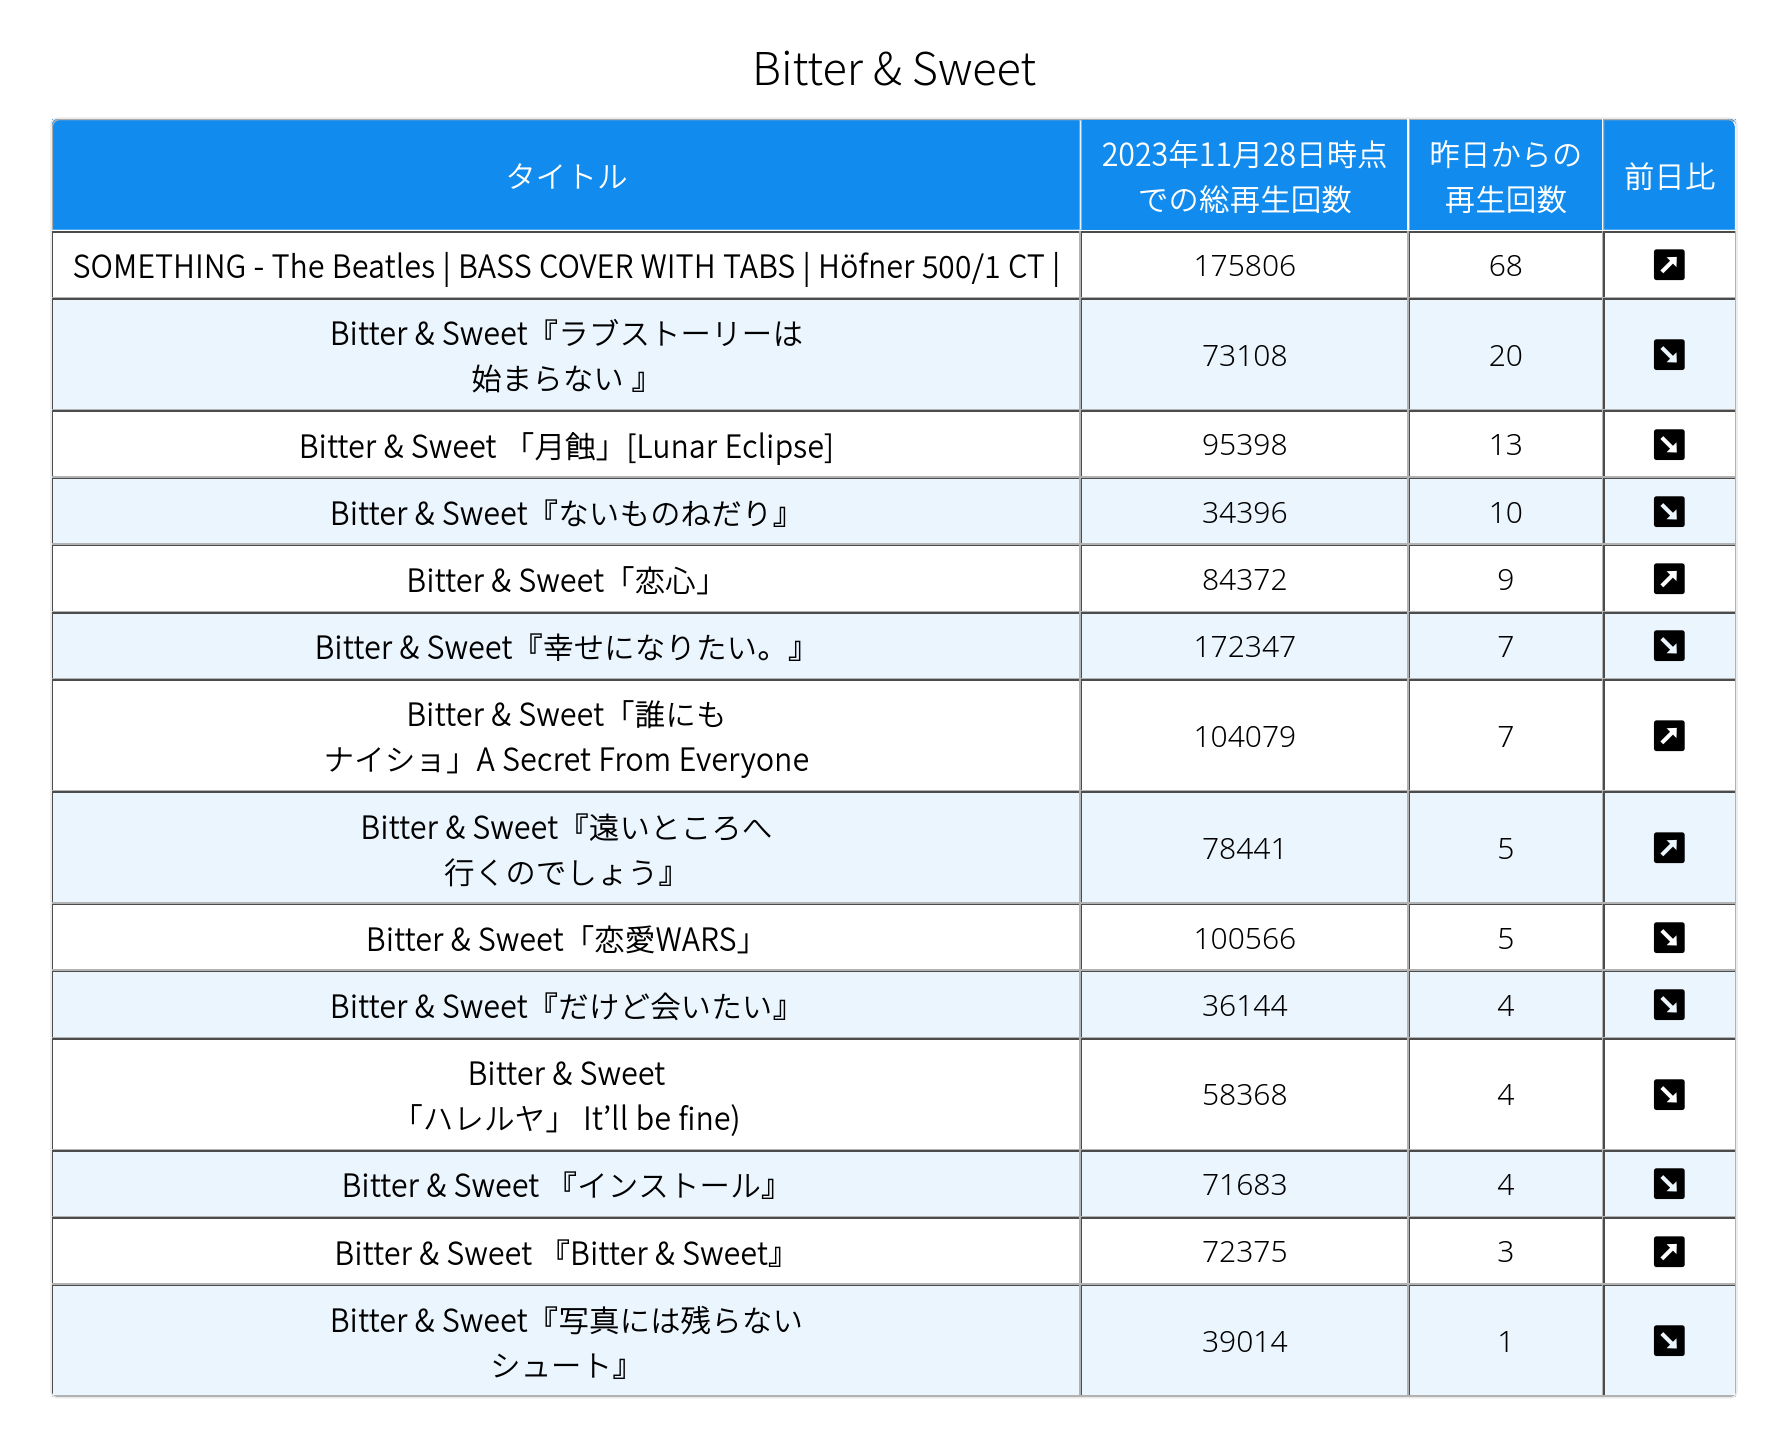 Bitter & Sweet
タイトル
2023年11月28日時点
での総再生回数
昨日からの
再生回数
前日比
SOMETHING - The Beatles | BASS COVER WITH TABS | Höfner 500/1 CT |
175806
68
Bitter & Sweet『ラブストーリーは
始まらない 』
73108
20
Bitter & Sweet 「月蝕」[Lunar Eclipse]
95398
13
Bitter & Sweet『ないものねだり』
34396
10
Bitter & Sweet「恋心」
84372
9
Bitter & Sweet『幸せになりたい。』
172347
7
Bitter & Sweet「誰にも
ナイショ」A Secret From Everyone
104079
7
Bitter & Sweet『遠いところへ
行くのでしょう』
78441
5
Bitter & Sweet「恋愛WARS」
100566
5
Bitter & Sweet『だけど会いたい』
36144
4
Bitter & Sweet
「ハレルヤ」 It’ll be fine)
58368
4
Bitter & Sweet 『インストール』
71683
4
Bitter & Sweet 『Bitter & Sweet』
72375
3
Bitter & Sweet『写真には残らない
シュート』
39014
1